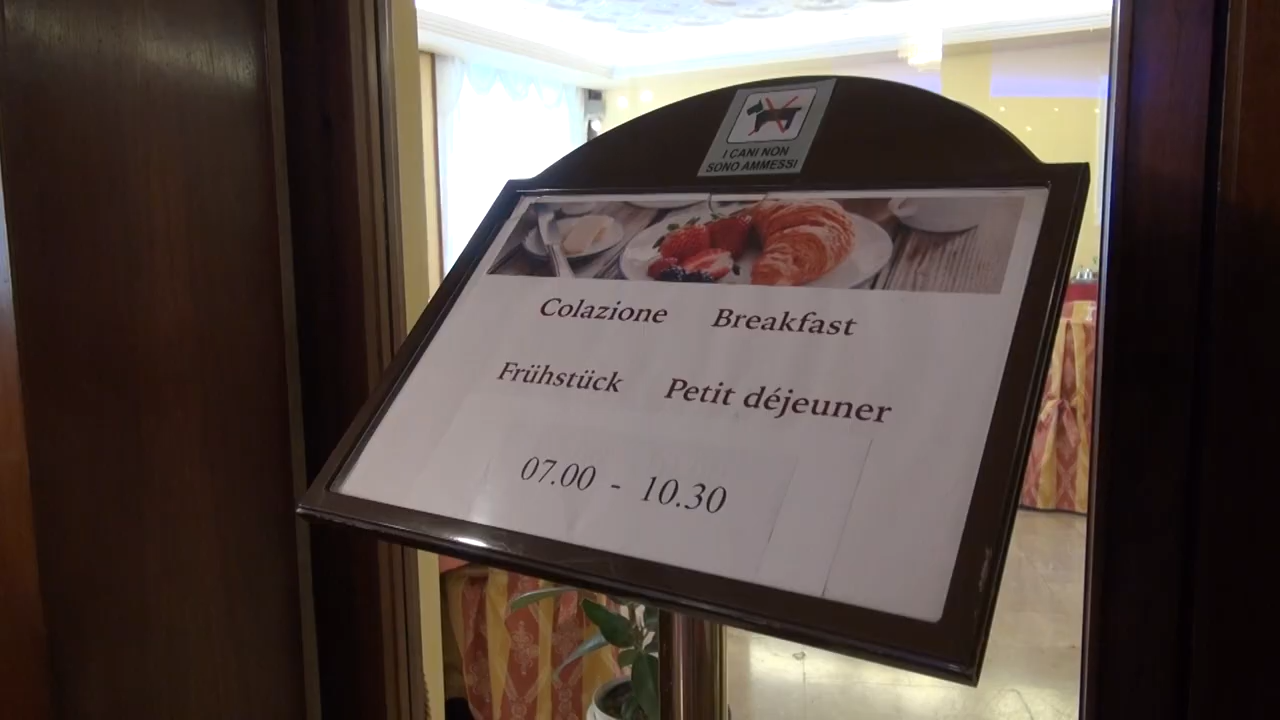 I CANI NON
SONO AMMESSI
Colazione Breakfast
Frühstück Petit déjeuner
07.00 - 10.30